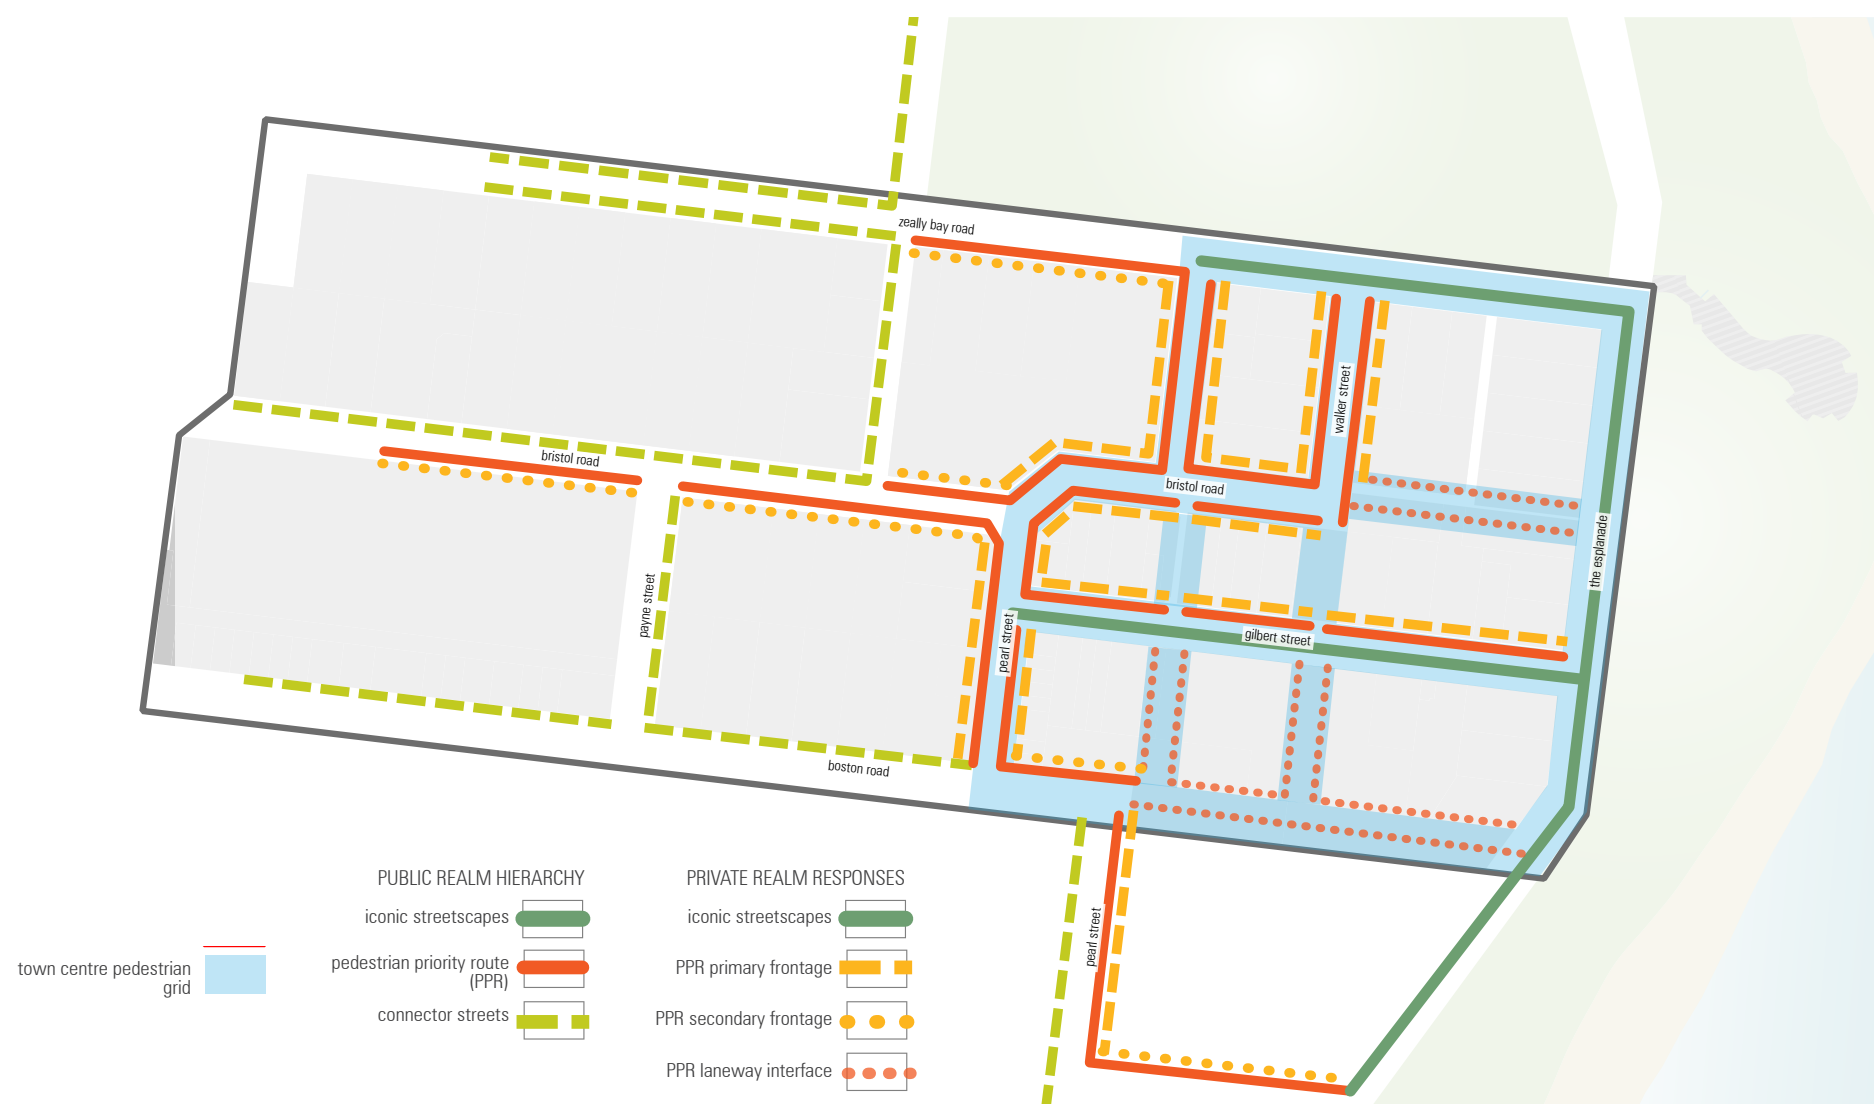 zeally bay road
walker street
bristol road
bristol road
the esplanade
payne street
pearl street
gilbert street
boston road
pearl street
PUBLIC REALM HIERARCHY
iconic streetscapes
pedestrian priority route
(PPR)
connector streets
PRIVATE REALM RESPONSES
iconic streetscapes
PPR primary frontage
PPR secondary frontage
PPR laneway interface
town centre pedestrian
grid